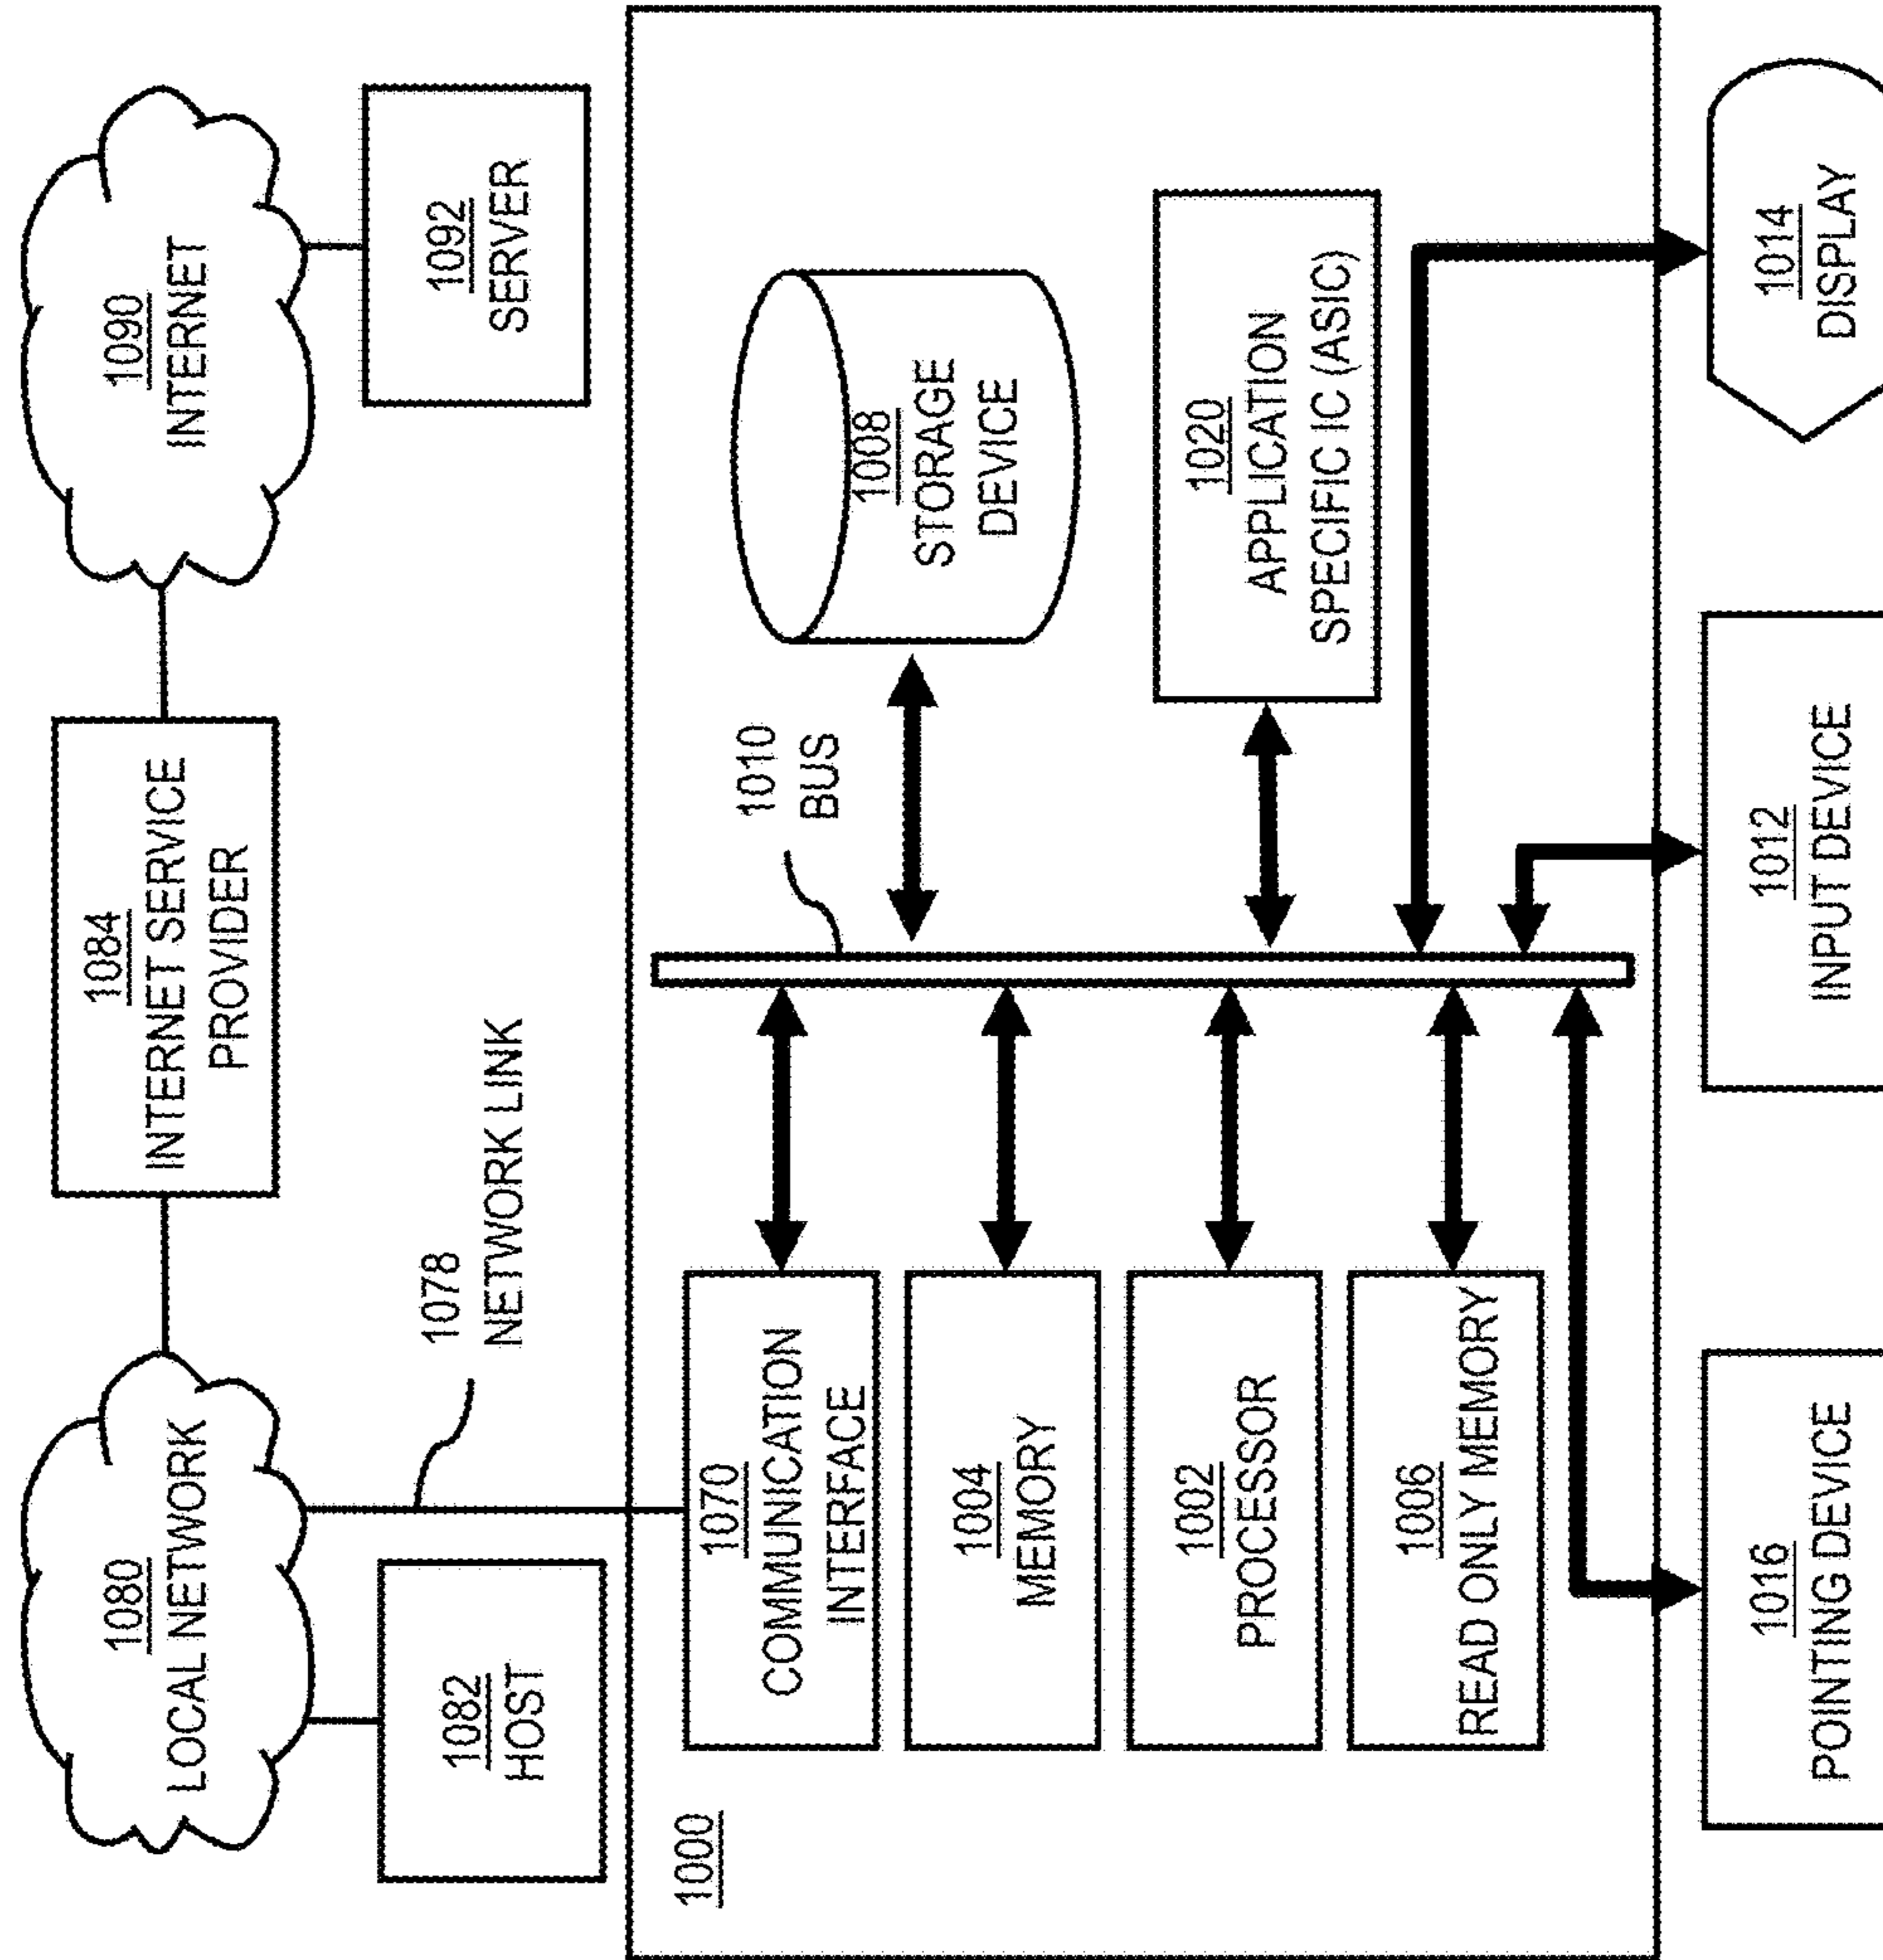 1080
LOCAL NETWORK
1084
INTERNET SERVICE
PROVIDER
1090
INTERNET
1082
HOST
1078
NETWORK LINK
1092
SERVER
1000
1070
COMMUNICATION
INTERFACE
1010
BUS
1008
STORAGE
DEVICE
1004
MEMORY
1002
PROCESSOR
1020
APPLICATION
SPECIFIC IC (ASIC)
1006
READ ONLY MEMORY
1016
POINTING DEVICE
1012
INPUT DEVICE
1014
DISPLAY